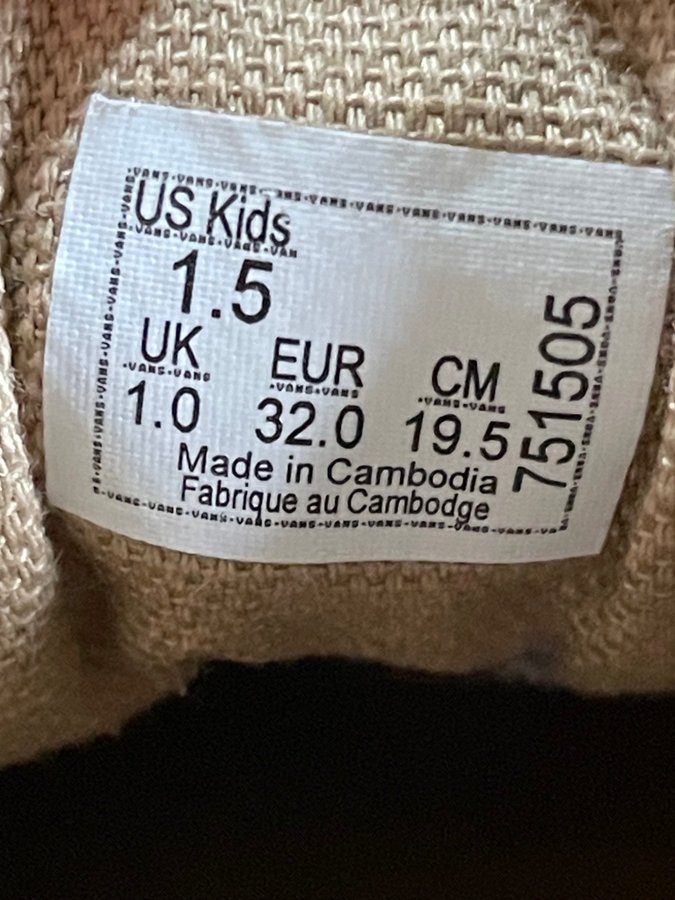 US Kids
1.5
UK EUR CM
1.0 32.0 19.5
Made in Cambodia
Fabrique au Cambodge
751505